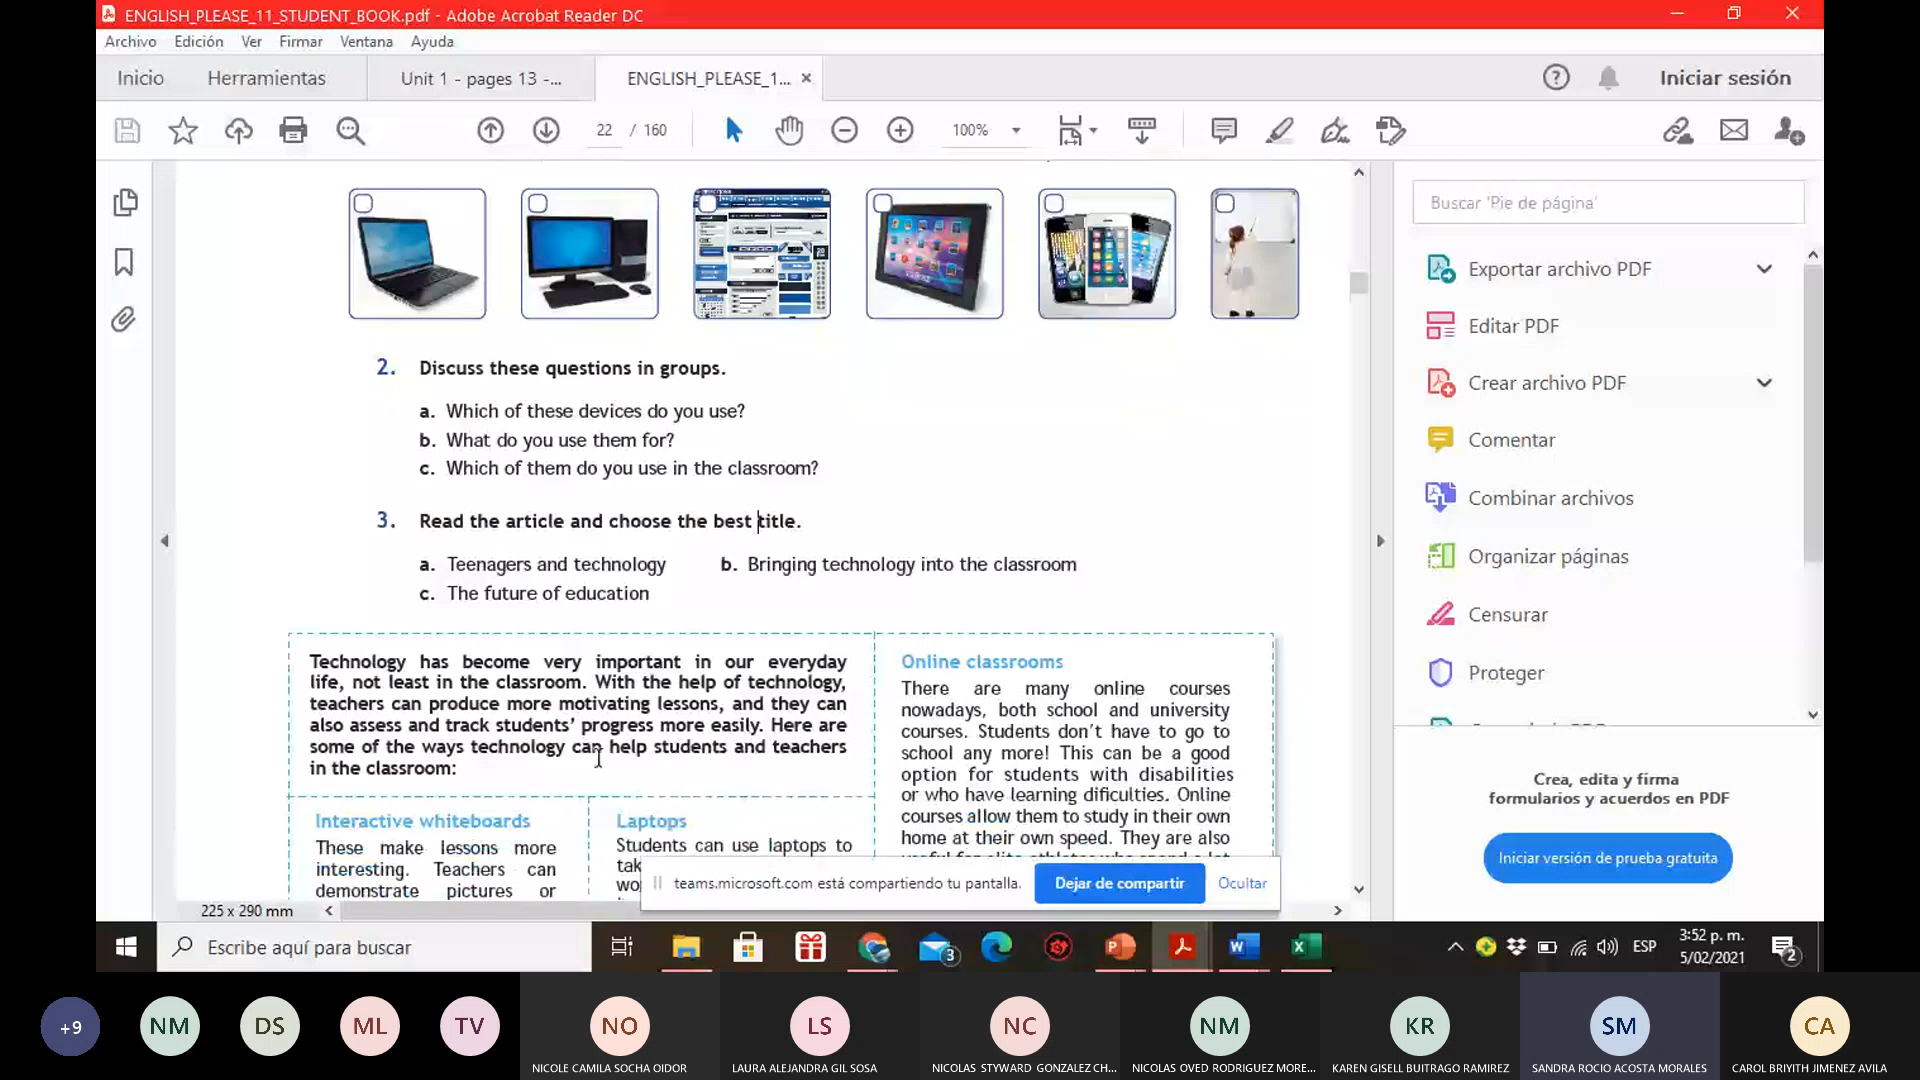 ENGLISH_PLEASE_11_STUDENT_BOOK.pdf - Adobe Acrobat Reader DC
Archivo Edición Ver Firmar Ventana Ayuda
Inicio Herramientas Unit 1 - pages 13 -... ENGLISH_PLEASE_1... × Iniciar sesión
22 / 160 100%
2. Discuss these questions in groups.
a. Which of these devices do you use?
b. What do you use them for?
c. Which of them do you use in the classroom?
3. Read the article and choose the best title.
a. Teenagers and technology b. Bringing technology into the classroom
c. The future of education
Technology has become very important in our everyday
life, not least in the classroom. With the help of technology,
teachers can produce more motivating lessons, and they can
also assess and track students' progress more easily. Here are
some of the ways technology can help students and teachers
in the classroom:
Interactive whiteboards
These make lessons more
interesting. Teachers can
demonstrate pictures or
Laptops
Students can use laptops to
Online classrooms
There are many online courses
nowadays, both school and university
courses. Students don't have to go to
school any more! This can be a good
option for students with disabilities
or who have learning dificulties. Online
courses allow them to study in their own
home at their own speed. They are also
225 x 290 mm
teams.microsoft.com está compartiendo tu pantalla. Dejar de compartir Ocultar
Buscar 'Pie de página'
Exportar archivo PDF
Editar PDF
Crear archivo PDF
Comentar
Combinar archivos
Organizar páginas
Censurar
Proteger
Crea, edita y firma
formularios y acuerdos en PDF
Iniciar versión de prueba gratuita
Escribe aquí para buscar
3
ESP
3:52 p. m.
5/02/2021
2
+9 NM DS ML TV NO LS NC NM KR SM CA
NICOLE CAMILA SOCHA OIDOR LAURA ALEJANDRA GIL SOSA NICOLAS STYWARD GONZALEZ CH... NICOLAS OVED RODRIGUEZ MORE... KAREN GISELL BUITRAGO RAMIREZ SANDRA ROCIO ACOSTA MORALES CAROL BRIYITH JIMENEZ AVILA